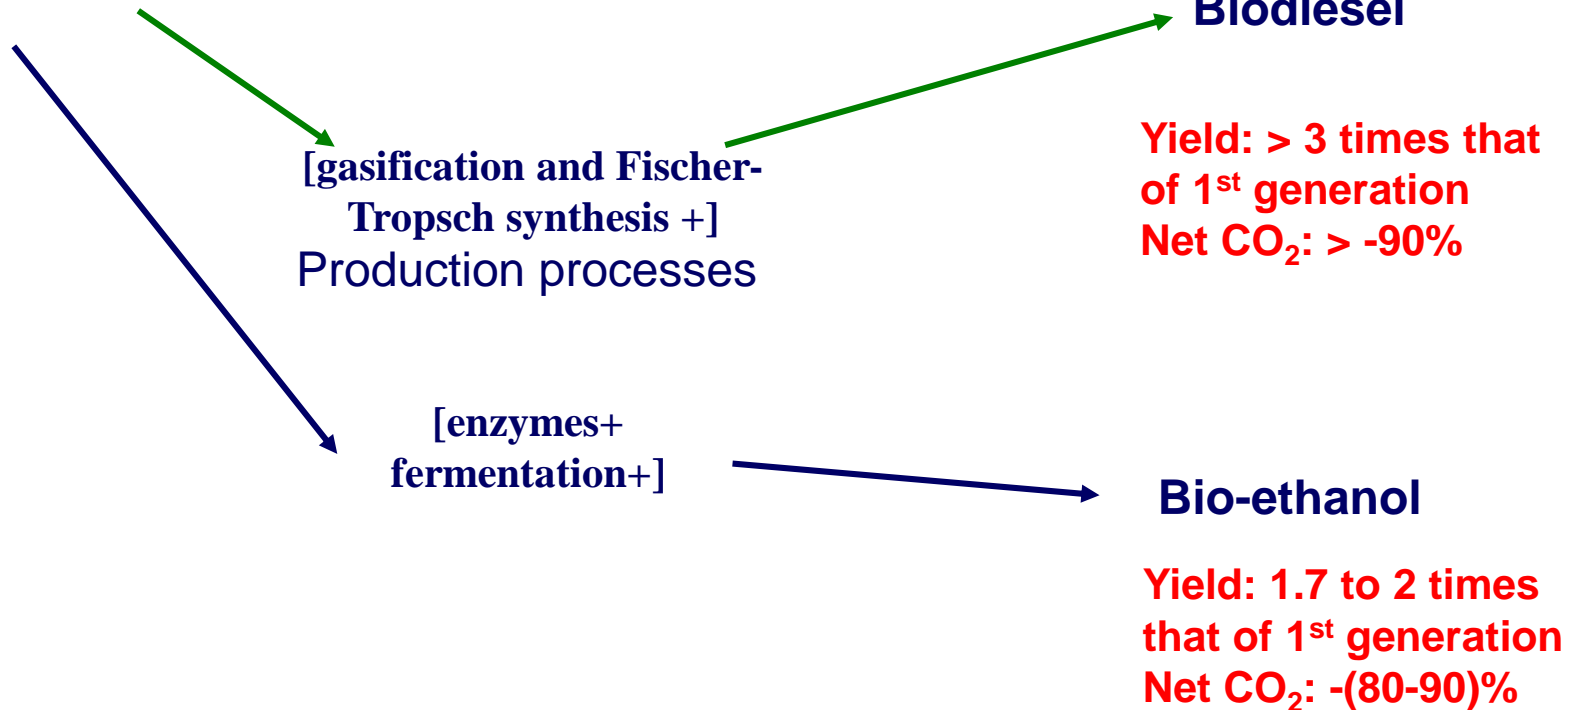 Biodiesel
Yield: > 3 times that
of 1st generation
Net CO2: > -90%
[gasification and Fischer-
Tropsch synthesis +]
Production processes
[enzymes+
fermentation+]
Bio-ethanol
Yield: 1.7 to 2 times
that of 1st generation
Net CO2: -(80-90)%